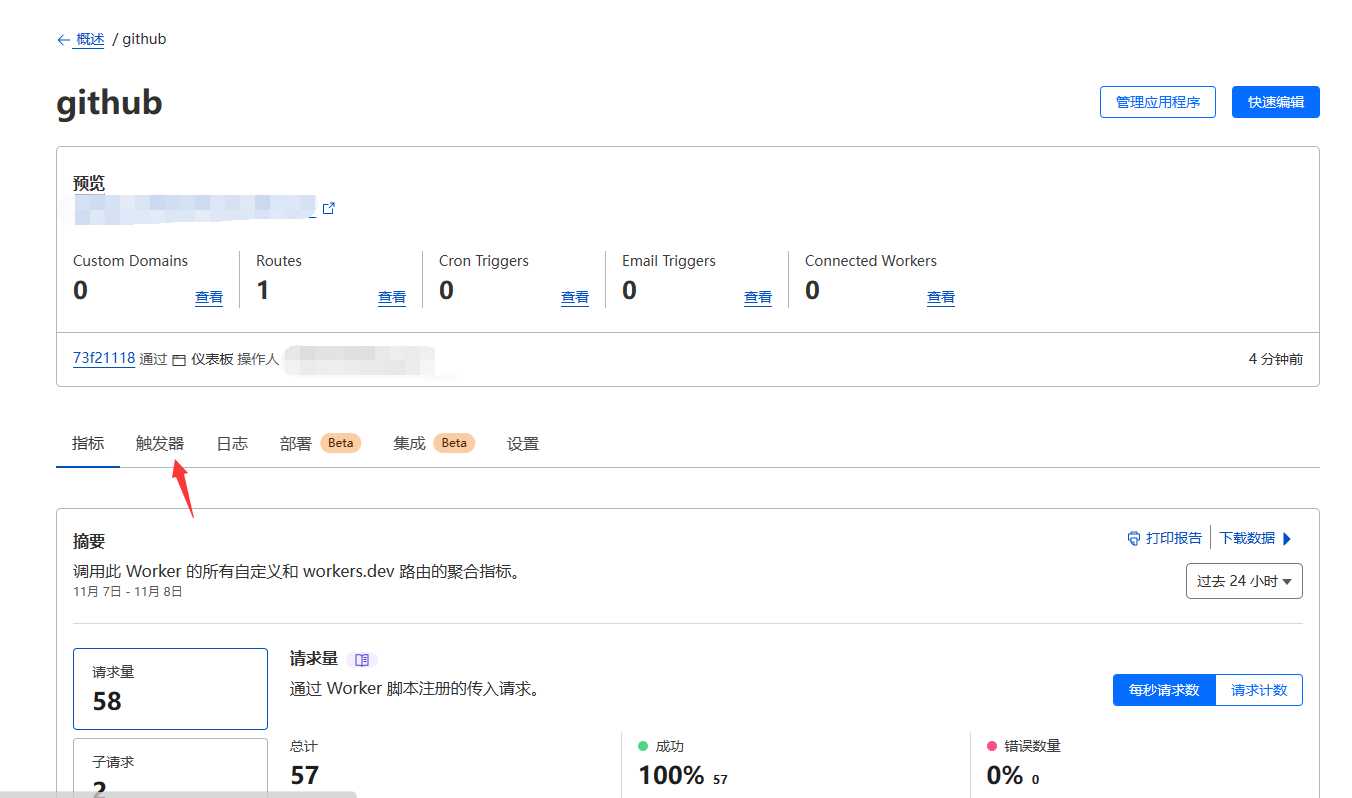 ← 概述 / github
github
管理应用程序 快速编辑
预览
Custom Domains Routes Cron Triggers Email Triggers Connected Workers
0 查看 1 查看 0 查看 0 查看 0 查看
73f21118 通过 仪表板 操作人 4 分钟前
指标 触发器 日志 部署 Beta 集成 Beta 设置
摘要 打印报告 下载数据
调用此 Worker 的所有自定义和 workers.dev 路由的聚合指标。
11月 7日 - 11月 8日 过去 24 小时
请求量
58
请求量
通过 Worker 脚本注册的传入请求。
每秒请求数 请求计数
子请求
2
总计 成功 错误数量
57 100% 57 0% 0